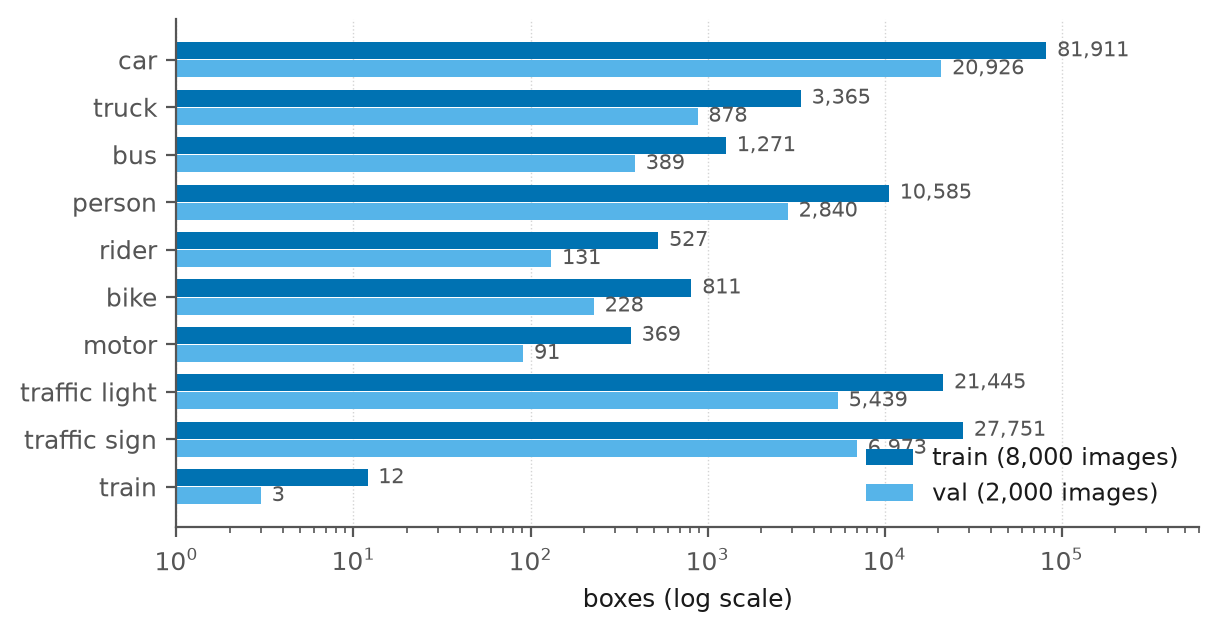 car
81,911
20,926
truck
3,365
878
bus
1,271
389
person
10,585
2,840
rider
527
131
bike
811
228
motor
369
91
traffic light
21,445
5,439
traffic sign
27,751
6,973
train
12
3
train (8,000 images)
val (2,000 images)
10⁰ 10¹ 10² 10³ 10⁴ 10⁵
boxes (log scale)